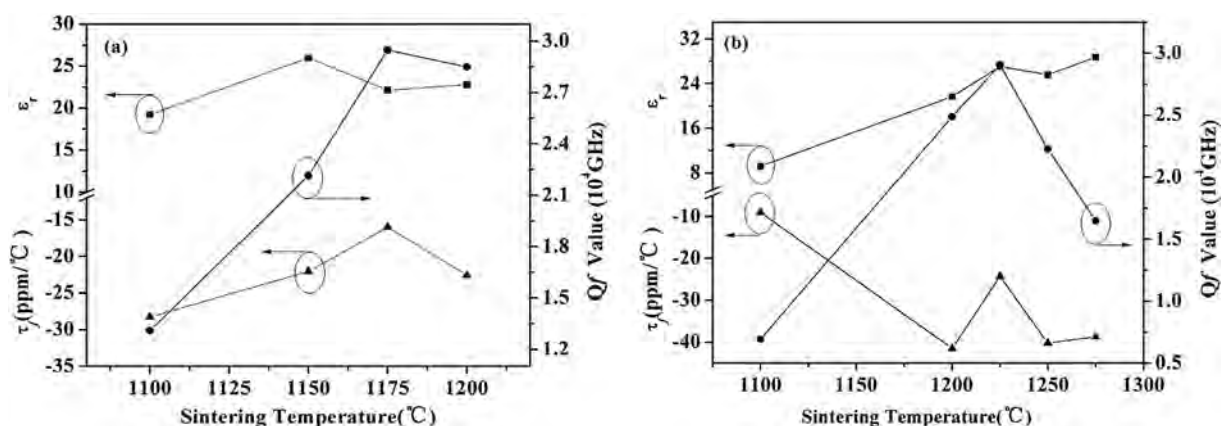 (a)
30
25
20
15
10
-15
-20
-25
-30
-35
εr
τf(ppm/℃)
3.0
2.7
2.4
2.1
1.8
1.5
1.2
Qf Value (10⁴GHz)
1100 1125 1150 1175 1200
Sintering Temperature(℃)
(b)
32
24
16
8
-10
-20
-30
-40
εr
τf(ppm/℃)
3.0
2.5
2.0
1.5
1.0
0.5
Qf Value (10⁴GHz)
1100 1150 1200 1250 1300
Sintering Temperature(℃)